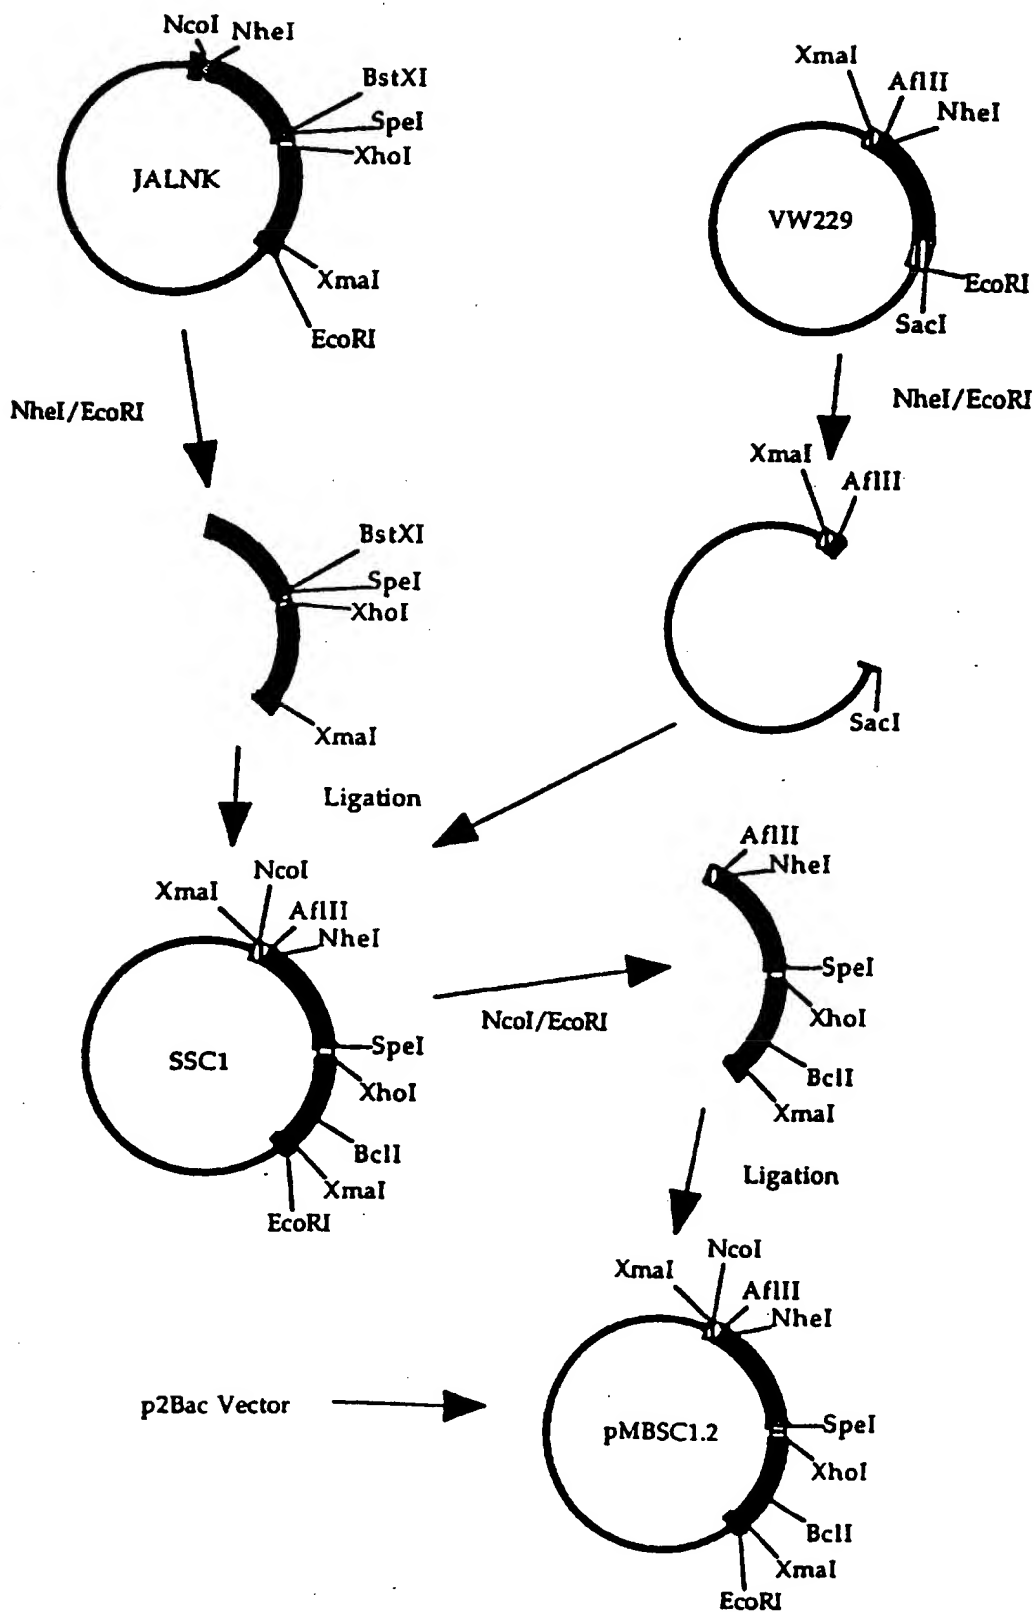 NcoI
NheI
BstXI
SpeI
XhoI
JALNK
XmaI
EcoRI
XmaI
AflII
NheI
VW229
EcoRI
SacI
NheI/EcoRI
NheI/EcoRI
XmaI
AflII
BstXI
SpeI
XhoI
XmaI
SacI
Ligation
AflII
NheI
SpeI
XhoI
BclI
XmaI
NcoI
XmaI
AflII
NheI
SSC1
SpeI
XhoI
BclI
XmaI
EcoRI
NcoI/EcoRI
Ligation
NcoI
XmaI
AflII
NheI
p2Bac Vector
pMBSC1.2
SpeI
XhoI
BclI
XmaI
EcoRI